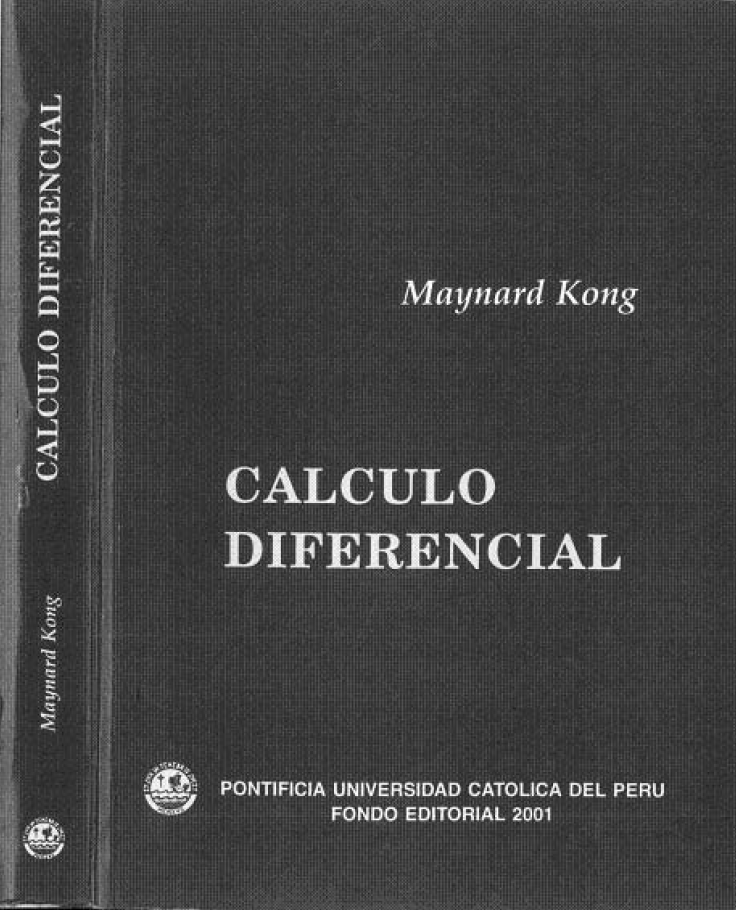 CALCULO DIFERENCIAL
Maynard Kong
Maynard Kong
CALCULO
DIFERENCIAL
PONTIFICIA UNIVERSIDAD CATOLICA DEL PERU
FONDO EDITORIAL 2001